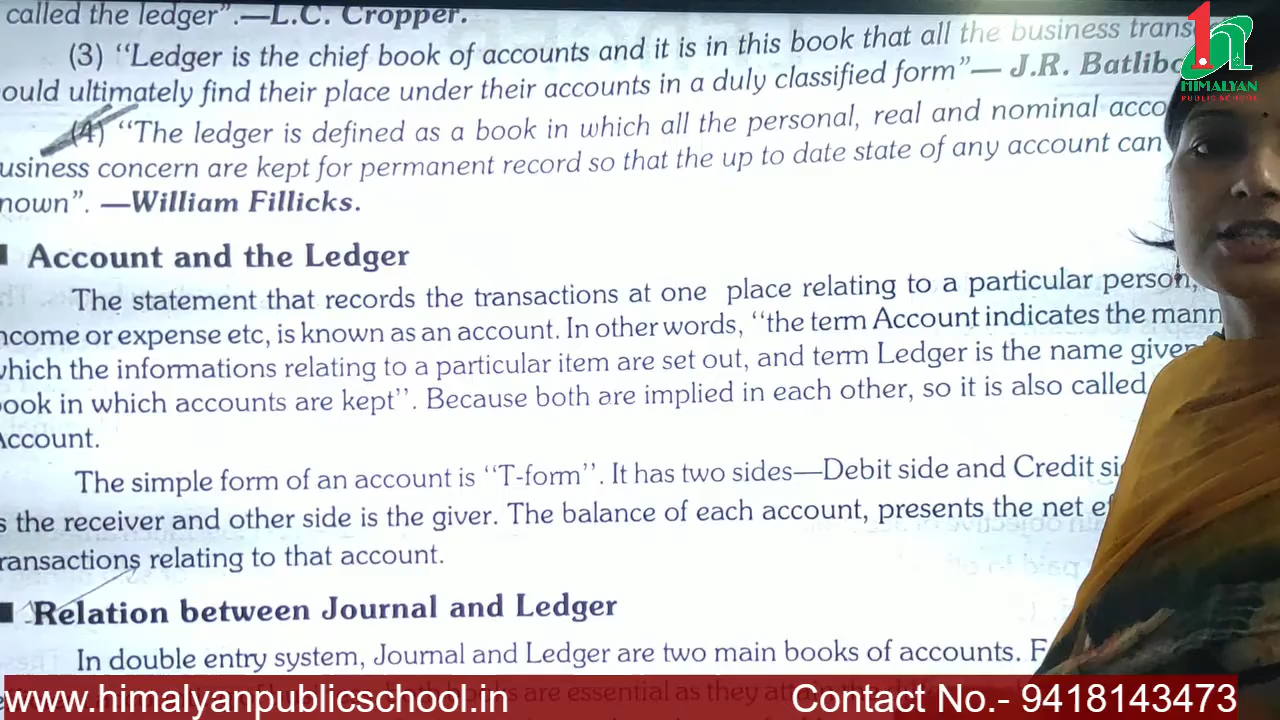 called the ledger”.—L.C. Cropper.
(3) “Ledger is the chief book of accounts and it is in this book that all the business trans
ould ultimately find their place under their accounts in a duly classified form”— J.R. Batlibo
(4) “The ledger is defined as a book in which all the personal, real and nominal acco
usiness concern are kept for permanent record so that the up to date state of any account can
nown”. —William Fillicks.
Account and the Ledger
The statement that records the transactions at one place relating to a particular person,
ncome or expense etc, is known as an account. In other words, “the term Account indicates the mann
which the informations relating to a particular item are set out, and term Ledger is the name given
ook in which accounts are kept”. Because both are implied in each other, so it is also called
Account.
The simple form of an account is “T-form”. It has two sides—Debit side and Credit si
s the receiver and other side is the giver. The balance of each account, presents the net e
ransactions relating to that account.
Relation between Journal and Ledger
In double entry system, Journal and Ledger are two main books of accounts. F
are essential as they
HIMALYAN
PUBLIC SCHOOL
www.himalyanpublicschool.in
Contact No.- 9418143473